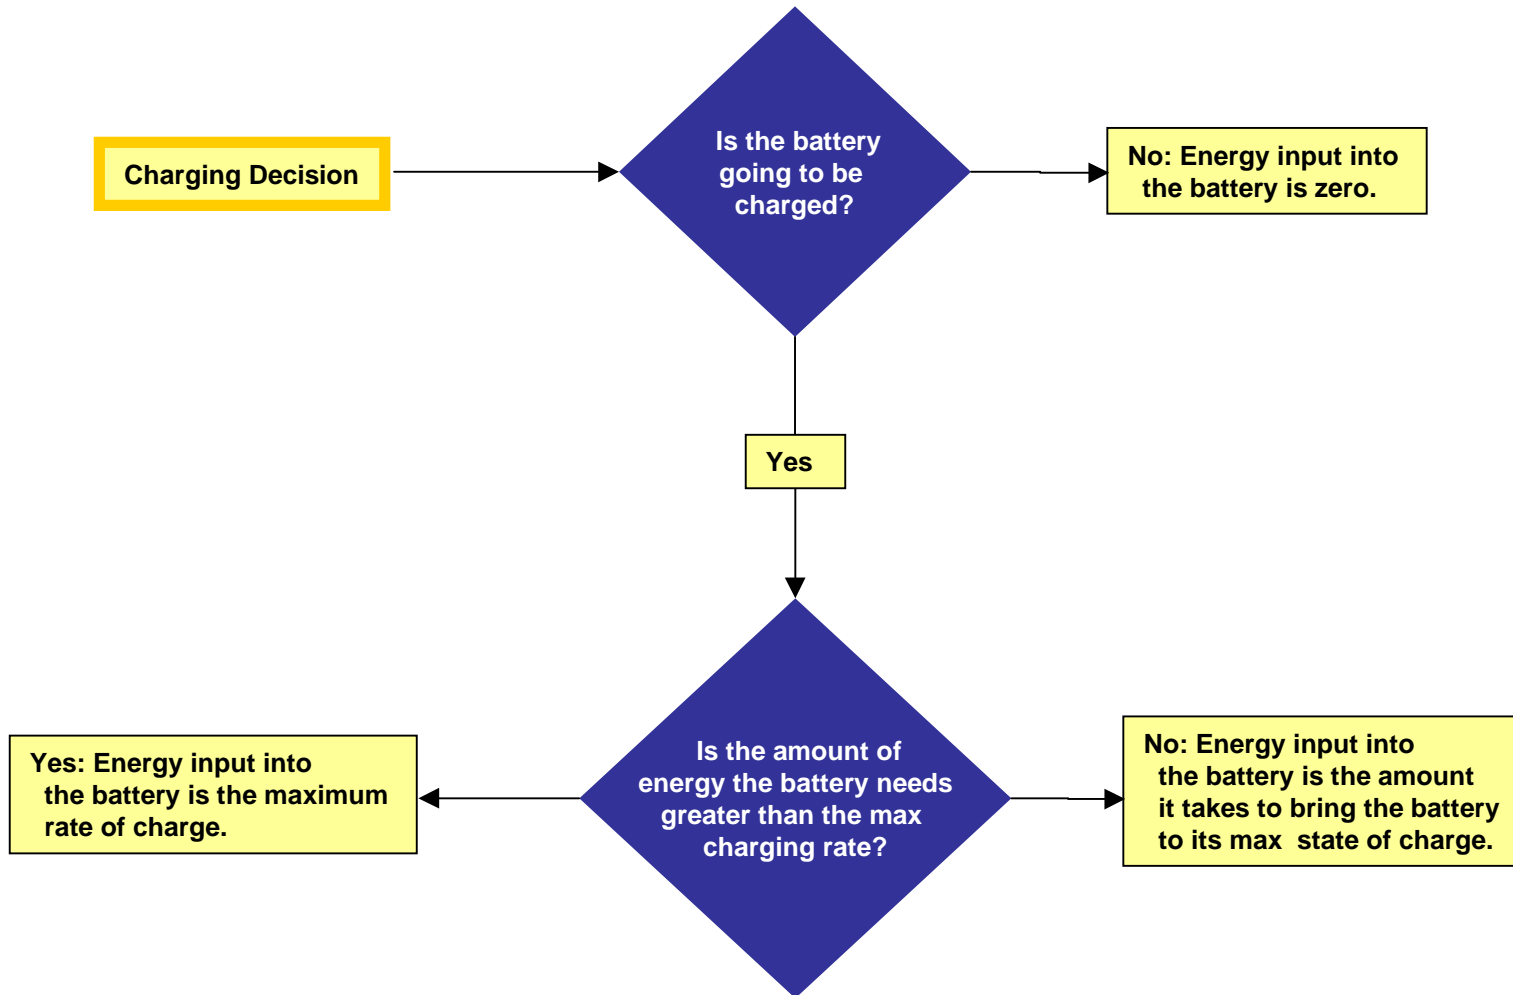 Charging Decision
Is the battery
going to be
charged?
No: Energy input into
the battery is zero.
Yes
Is the amount of
energy the battery needs
greater than the max
charging rate?
Yes: Energy input into
the battery is the maximum
rate of charge.
No: Energy input into
the battery is the amount
it takes to bring the battery
to its max  state of charge.